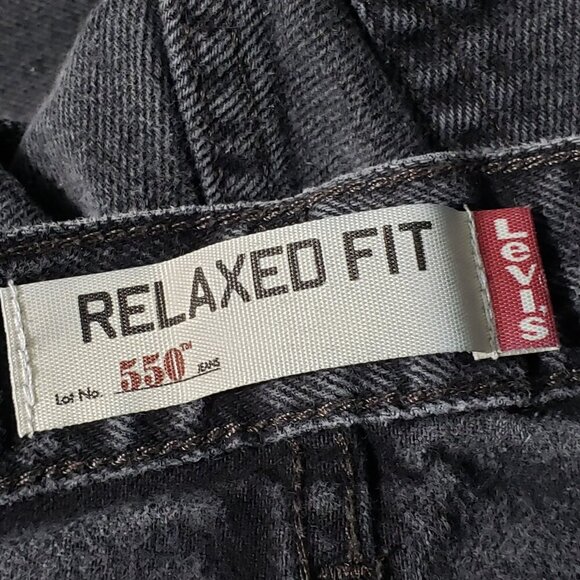 RELAXED FIT
Lot No. 550™ JEANS
Levi's